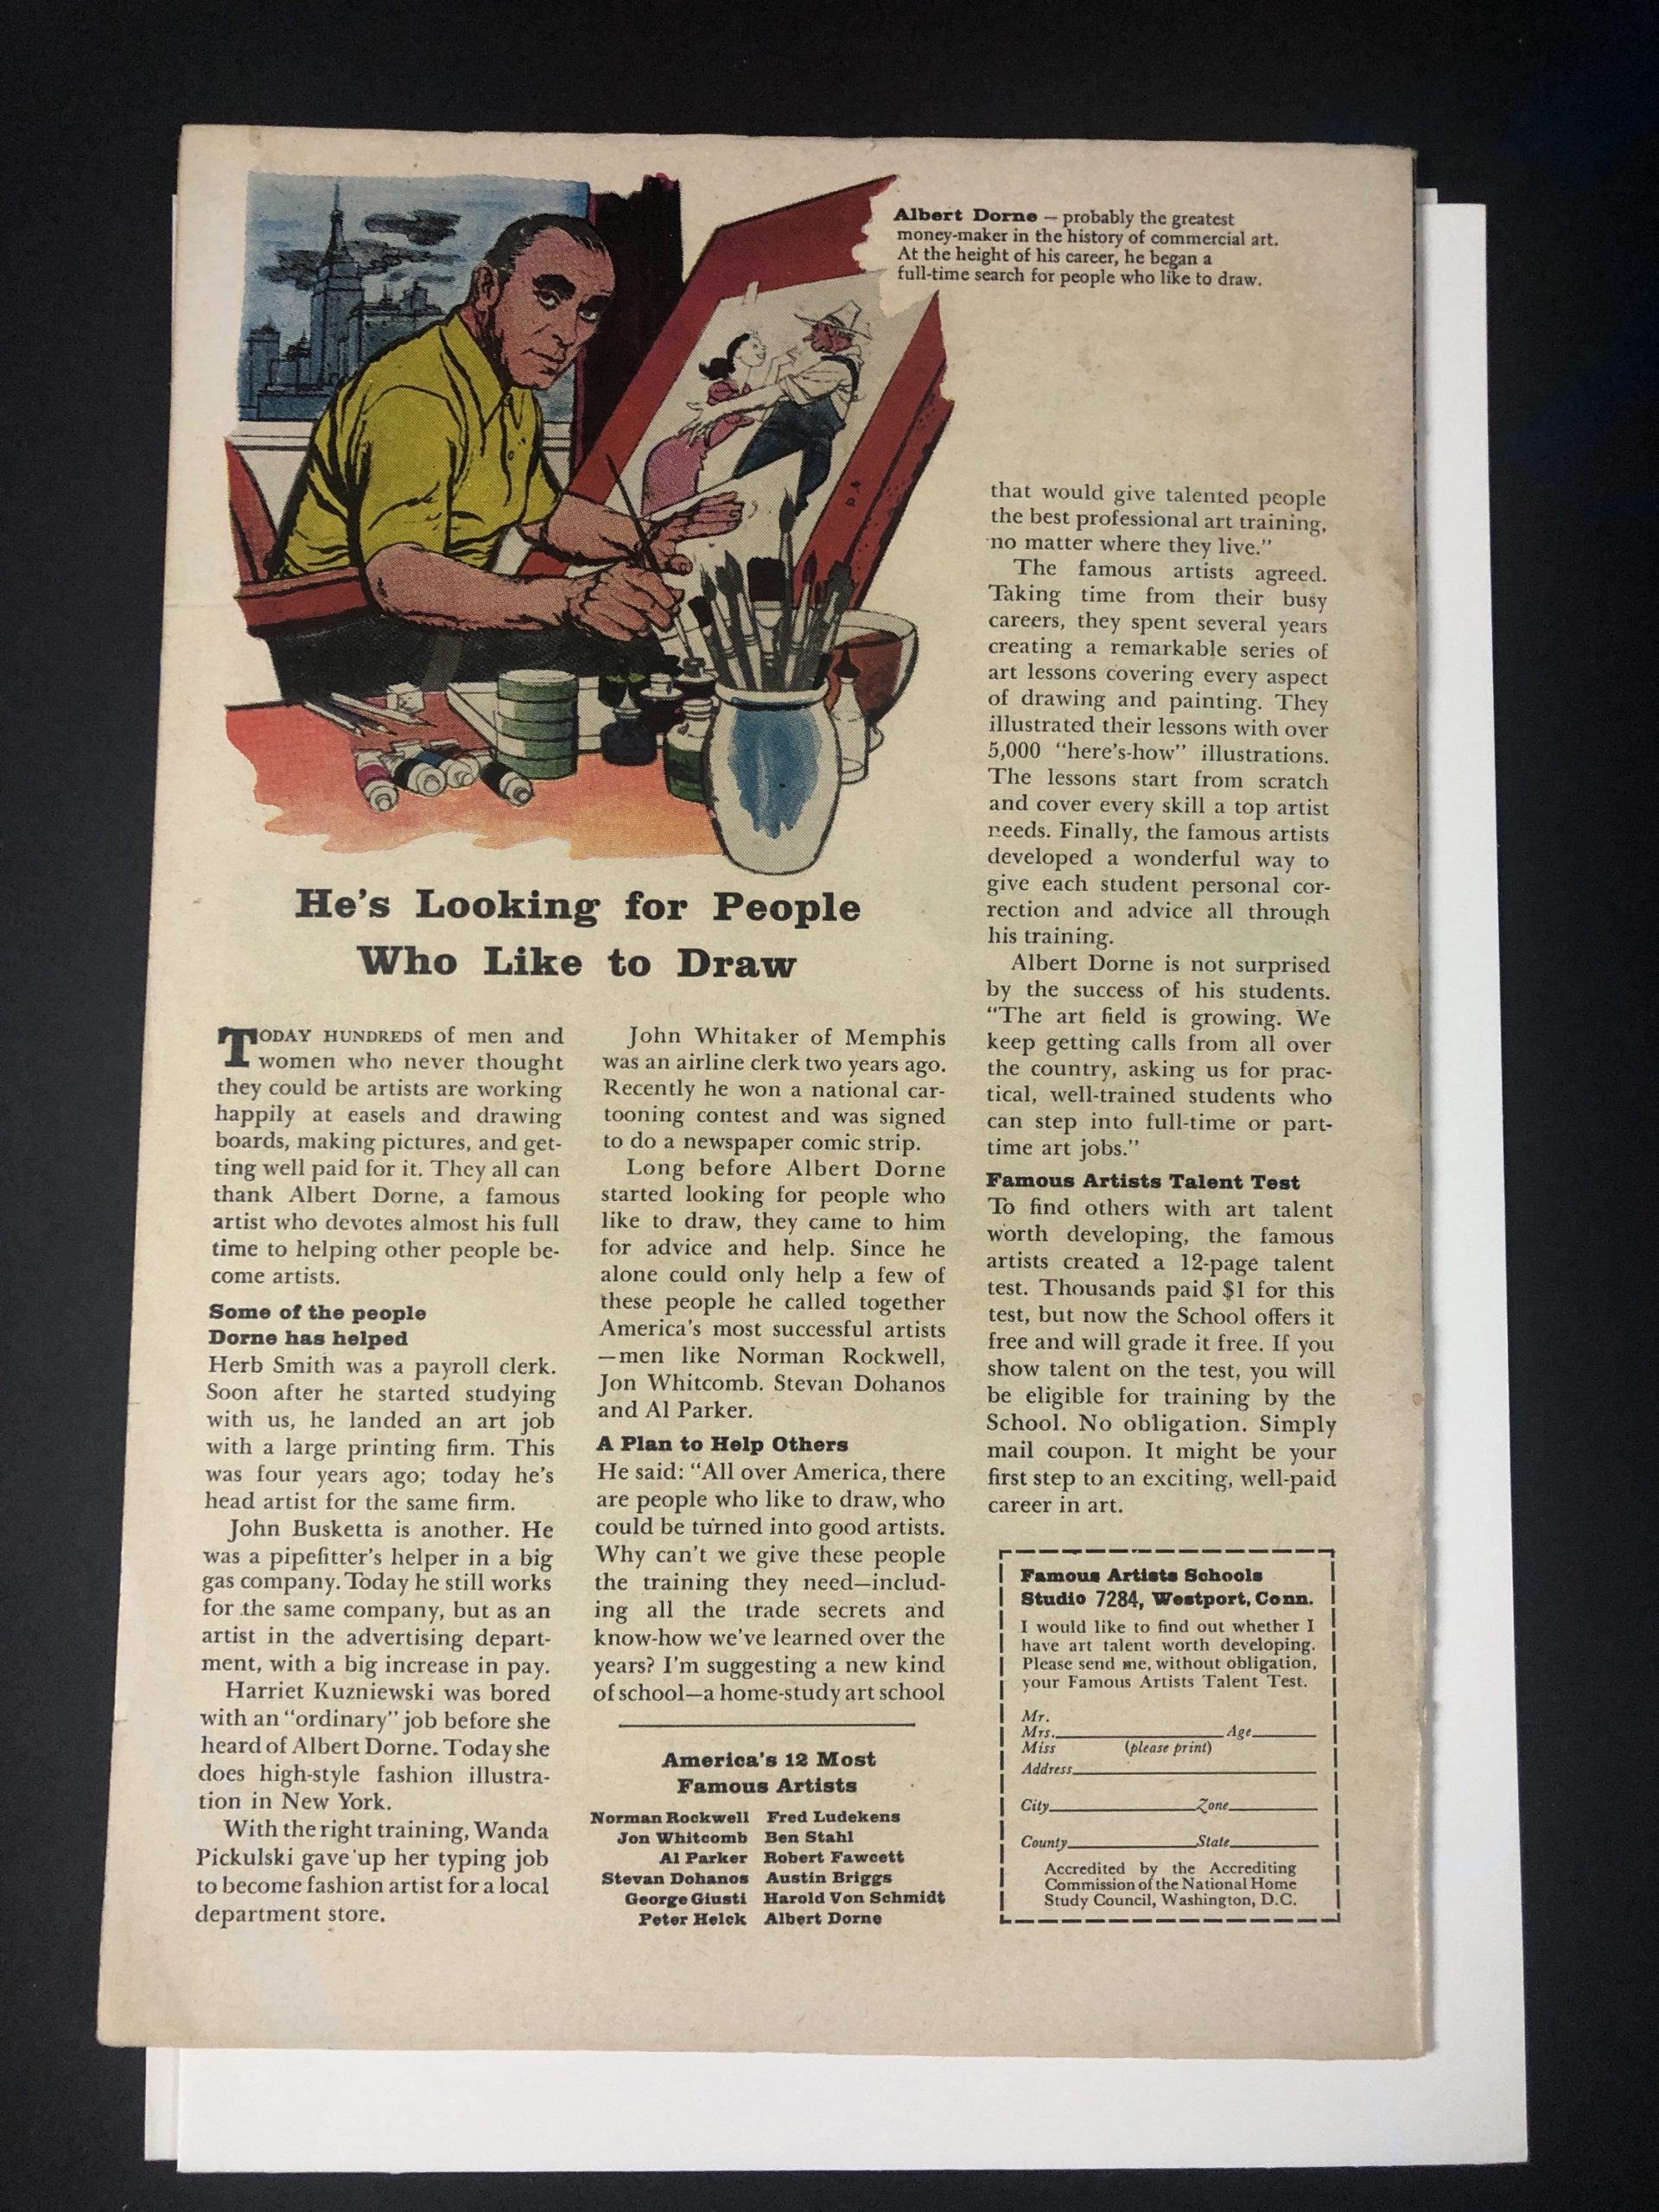 Albert Dorne — probably the greatest
money-maker in the history of commercial art.
At the height of his career, he began a
full-time search for people who like to draw.
D.A.
He's Looking for People
Who Like to Draw
TODAY HUNDREDS of men and
women who never thought
they could be artists are working
happily at easels and drawing
boards, making pictures, and get-
ting well paid for it. They all can
thank Albert Dorne, a famous
artist who devotes almost his full
time to helping other people be-
come artists.
Some of the people
Dorne has helped
Herb Smith was a payroll clerk.
Soon after he started studying
with us, he landed an art job
with a large printing firm. This
was four years ago; today he's
head artist for the same firm.
John Busketta is another. He
was a pipefitter's helper in a big
gas company. Today he still works
for the same company, but as an
artist in the advertising depart-
ment, with a big increase in pay.
Harriet Kuzniewski was bored
with an "ordinary" job before she
heard of Albert Dorne. Today she
does high-style fashion illustra-
tion in New York.
With the right training, Wanda
Pickulski gave up her typing job
to become fashion artist for a local
department store.
John Whitaker of Memphis
was an airline clerk two years ago.
Recently he won a national car-
tooning contest and was signed
to do a newspaper comic strip.
Long before Albert Dorne
started looking for people who
like to draw, they came to him
for advice and help. Since he
alone could only help a few of
these people he called together
America's most successful artists
—men like Norman Rockwell,
Jon Whitcomb. Stevan Dohanos
and Al Parker.
A Plan to Help Others
He said: "All over America, there
are people who like to draw, who
could be turned into good artists.
Why can't we give these people
the training they need—includ-
ing all the trade secrets and
know-how we've learned over the
years? I'm suggesting a new kind
of school—a home-study art school
America's 12 Most
Famous Artists
Norman Rockwell Fred Ludekens
Jon Whitcomb Ben Stahl
Al Parker Robert Fawcett
Stevan Dohanos Austin Briggs
George Giusti Harold Von Schmidt
Peter Helck Albert Dorne
that would give talented people
the best professional art training,
no matter where they live."
The famous artists agreed.
Taking time from their busy
careers, they spent several years
creating a remarkable series of
art lessons covering every aspect
of drawing and painting. They
illustrated their lessons with over
5,000 "here's-how" illustrations.
The lessons start from scratch
and cover every skill a top artist
needs. Finally, the famous artists
developed a wonderful way to
give each student personal cor-
rection and advice all through
his training.
Albert Dorne is not surprised
by the success of his students.
"The art field is growing. We
keep getting calls from all over
the country, asking us for prac-
tical, well-trained students who
can step into full-time or part-
time art jobs."
Famous Artists Talent Test
To find others with art talent
worth developing, the famous
artists created a 12-page talent
test. Thousands paid $1 for this
test, but now the School offers it
free and will grade it free. If you
show talent on the test, you will
be eligible for training by the
School. No obligation. Simply
mail coupon. It might be your
first step to an exciting, well-paid
career in art.
Famous Artists Schools
Studio 7284, Westport, Conn.
I would like to find out whether I
have art talent worth developing.
Please send me, without obligation,
your Famous Artists Talent Test.
Mr.
Mrs. Age
Miss (please print)
Address
City Zone
County State
Accredited by the Accrediting
Commission of the National Home
Study Council, Washington, D.C.